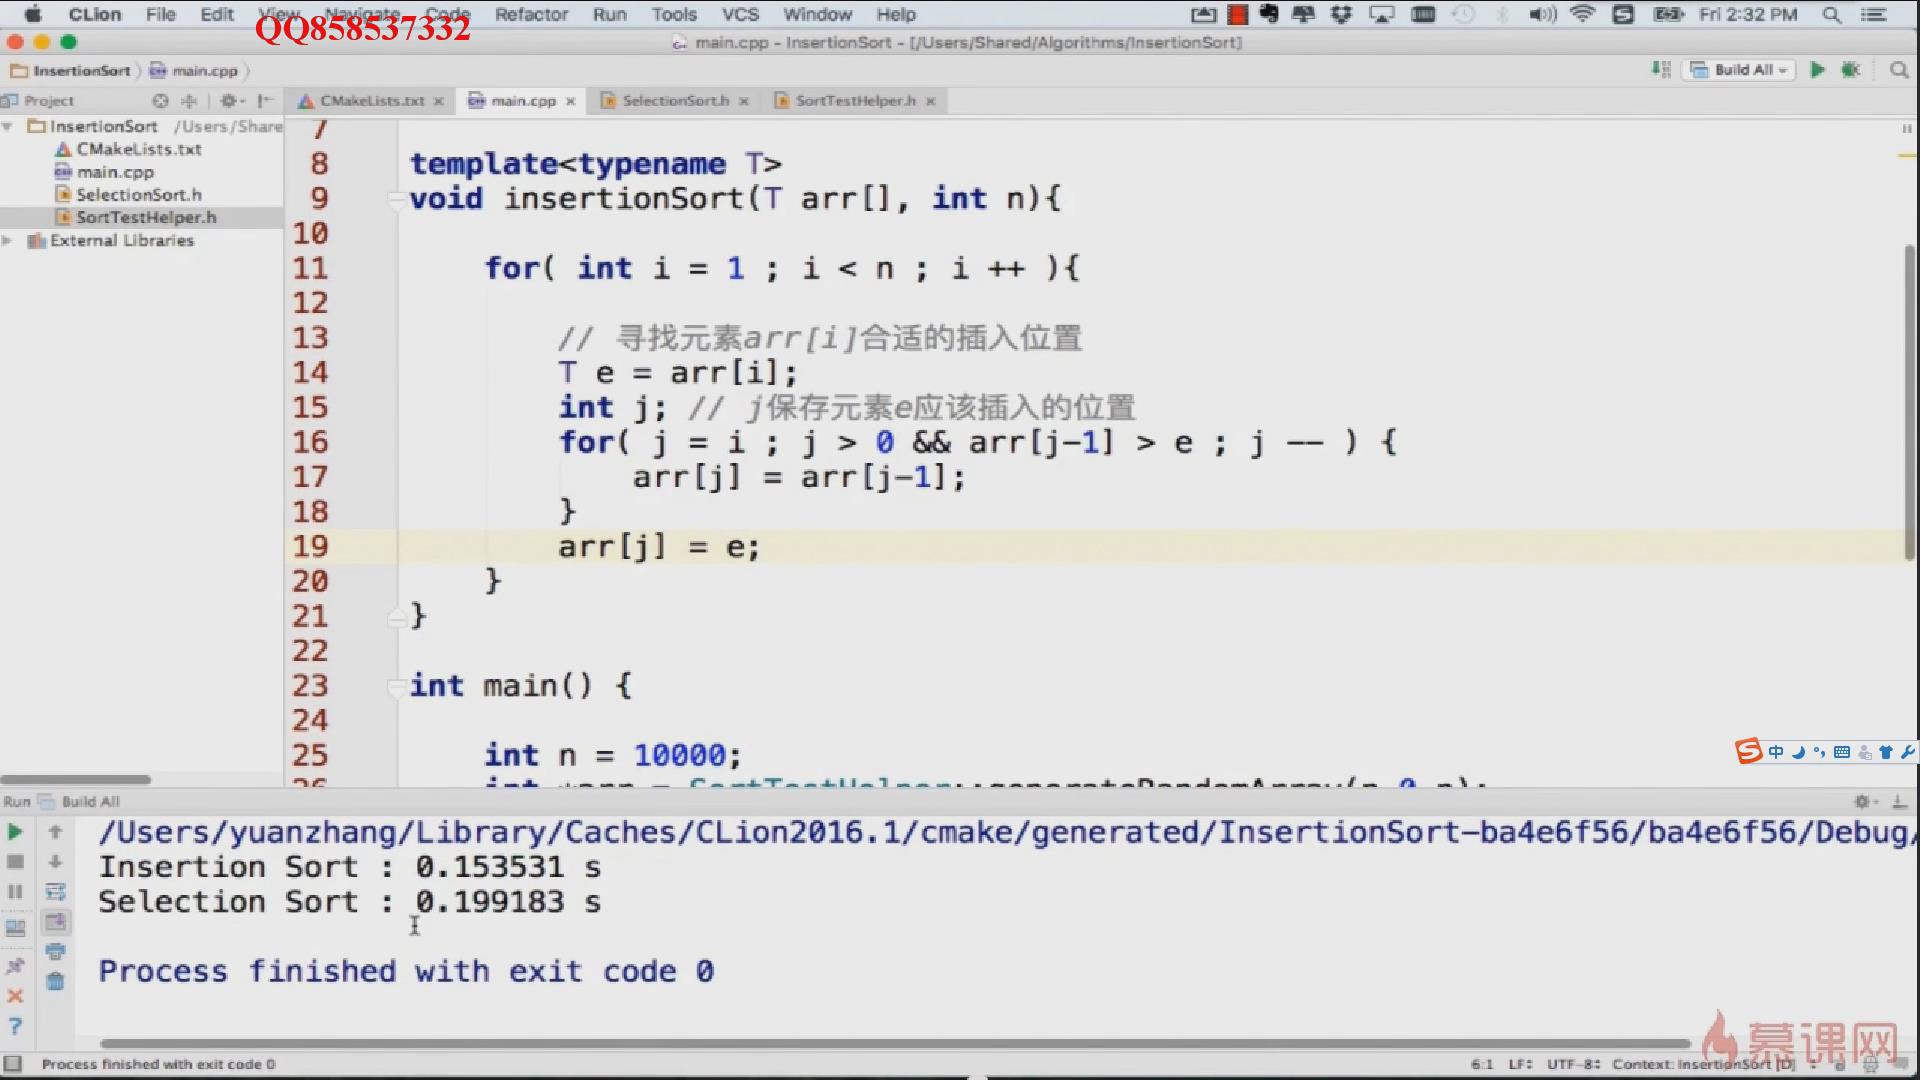 CLion File Edit View Navigate Code Refactor Run Tools VCS Window Help Fri 2:32 PM
QQ858537332
main.cpp - InsertionSort - [/Users/Shared/Algorithms/InsertionSort]
InsertionSort main.cpp Build All
Project CMakeLists.txt main.cpp SelectionSort.h SortTestHelper.h
InsertionSort /Users/Share
CMakeLists.txt
main.cpp
SelectionSort.h
SortTestHelper.h
External Libraries
7
8 template<typename T>
9 void insertionSort(T arr[], int n){
10
11 for( int i = 1 ; i < n ; i ++ ){
12
13 // 寻找元素arr[i]合适的插入位置
14 T e = arr[i];
15 int j; // j保存元素e应该插入的位置
16 for( j = i ; j > 0 && arr[j-1] > e ; j -- ) {
17 arr[j] = arr[j-1];
18 }
19 arr[j] = e;
20 }
21 }
22
23 int main() {
24
25 int n = 10000;
26 int *arr = SortTestHelper::generateRandomArray(n,0,n);
中
Run Build All
/Users/yuanzhang/Library/Caches/CLion2016.1/cmake/generated/InsertionSort-ba4e6f56/ba4e6f56/Debug/
Insertion Sort : 0.153531 s
Selection Sort : 0.199183 s
Process finished with exit code 0
慕课网
Process finished with exit code 0 6:1 LF: UTF-8: Context: InsertionSort [D]